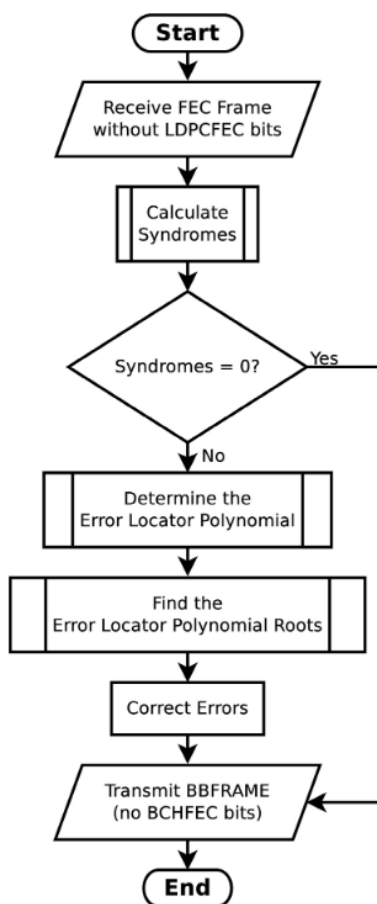 Start
Receive FEC Frame
without LDPCFEC bits
Calculate
Syndromes
Syndromes = 0?
Yes
No
Determine the
Error Locator Polynomial
Find the
Error Locator Polynomial Roots
Correct Errors
Transmit BBFRAME
(no BCHFEC bits)
End